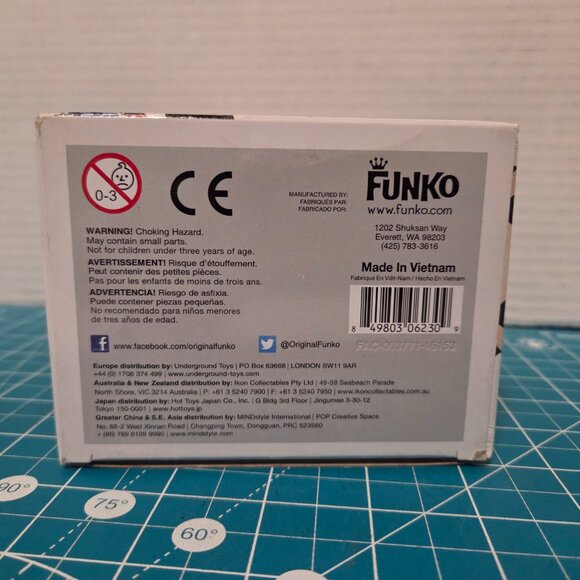 0-3
CE
MANUFACTURED BY:
FABRIQUÉS PAR:
FABRICADO POR:
FUNKO
www.funko.com
1202 Shuksan Way
Everett, WA 98203
(425) 783-3616
WARNING! Choking Hazard.
May contain small parts.
Not for children under three years of age.
AVERTISSEMENT! Risque d'étouffement.
Peut contenir des petites pièces.
Pas pour les enfants de moins de trois ans.
ADVERTENCIA! Riesgo de asfixia.
Puede contener piezas pequeñas.
No recomendado para niños menores
de tres años de edad.
Made In Vietnam
Fabriqué En Viêt-Nam / Hecho En Vietnam
8 49803 06230 9
f www.facebook.com/originalfunko
@OriginalFunko
FAC-013771-15153
Europe distribution by: Underground Toys | PO Box 63668 | LONDON SW11 9AR
+44 (0) 1708 374 499 | www.underground-toys.com
Australia & New Zealand distribution by: Ikon Collectables Pty Ltd | 49-59 Seabeach Parade
North Shore, VIC 3214 Australia | P: +61 3 5240 7900 | F: +61 3 5240 7950 | www.ikoncollectables.com.au
Japan distribution by: Hot Toys Japan Co., Inc. | G Bldg 3rd Floor | Jingumae 3-30-12
Tokyo 150-0001 | www.hottoys.jp
Greater China & S.E. Asia distribution by: MINDstyle International | PGP Creative Space
No. 68-2 West Xinnan Road | Changping Town, Dongguan, PRC 523560
+ (86) 769 8109 9090 | www.mindstyle.com
90°
75°
60°